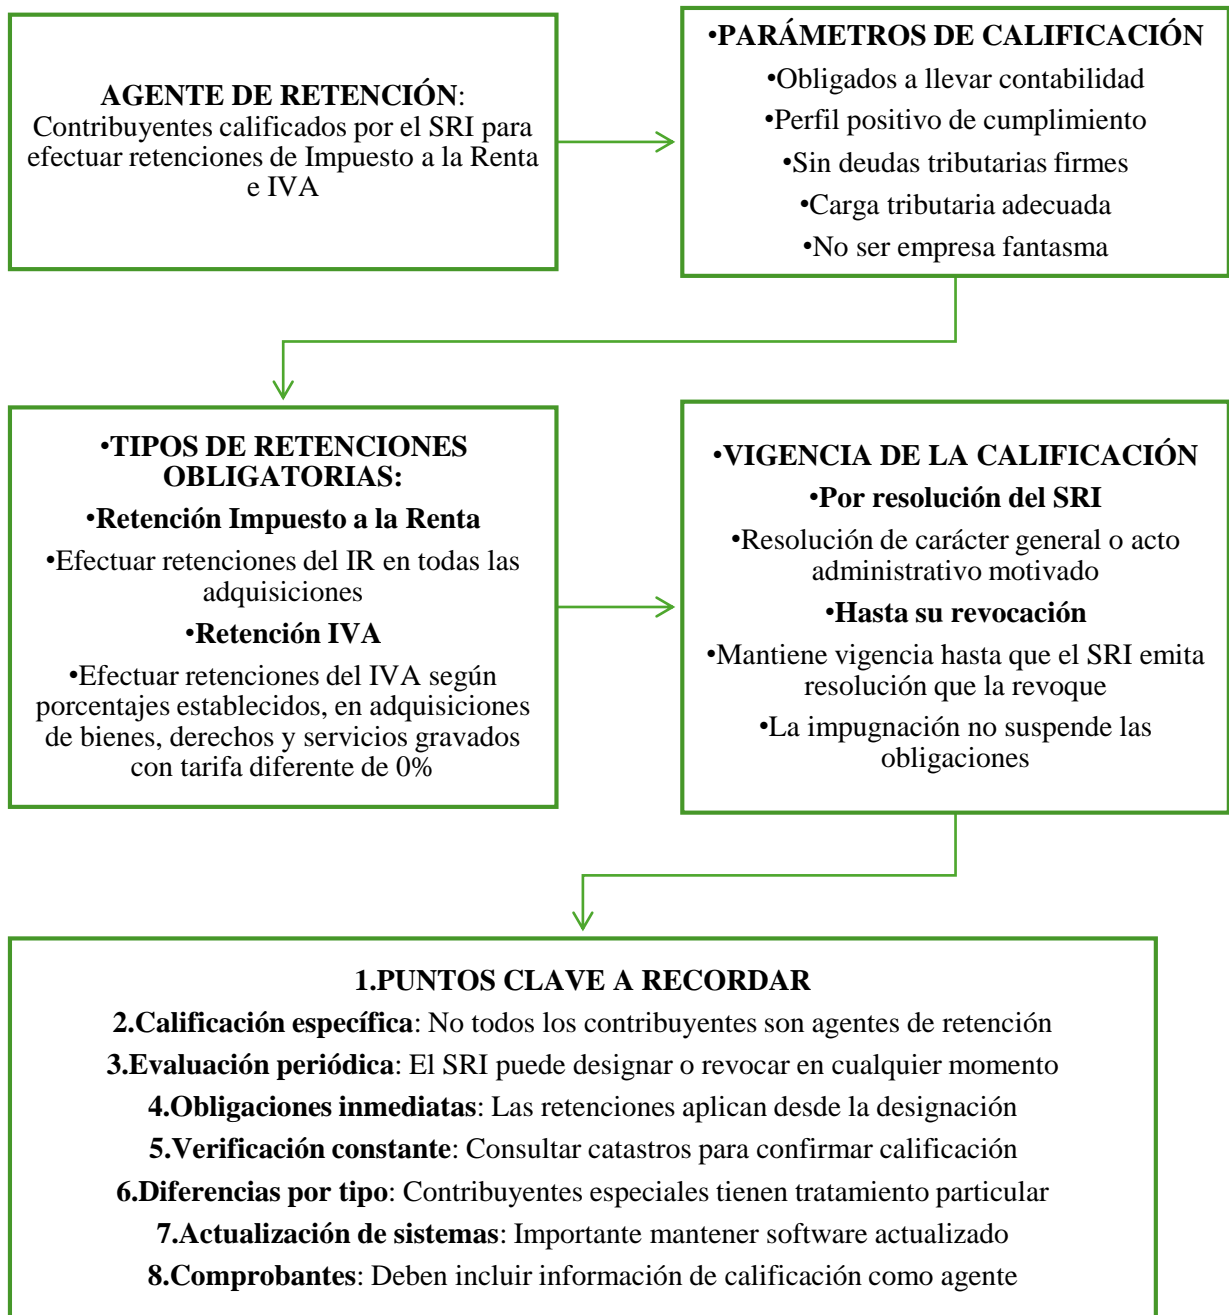 AGENTE DE RETENCIÓN:
Contribuyentes calificados por el SRI para
efectuar retenciones de Impuesto a la Renta
e IVA
•PARÁMETROS DE CALIFICACIÓN
•Obligados a llevar contabilidad
•Perfil positivo de cumplimiento
•Sin deudas tributarias firmes
•Carga tributaria adecuada
•No ser empresa fantasma
•TIPOS DE RETENCIONES
OBLIGATORIAS:
•Retención Impuesto a la Renta
•Efectuar retenciones del IR en todas las
adquisiciones
•Retención IVA
•Efectuar retenciones del IVA según
porcentajes establecidos, en adquisiciones
de bienes, derechos y servicios gravados
con tarifa diferente de 0%
•VIGENCIA DE LA CALIFICACIÓN
•Por resolución del SRI
•Resolución de carácter general o acto
administrativo motivado
•Hasta su revocación
•Mantiene vigencia hasta que el SRI emita
resolución que la revoque
•La impugnación no suspende las
obligaciones
1.PUNTOS CLAVE A RECORDAR
2.Calificación específica: No todos los contribuyentes son agentes de retención
3.Evaluación periódica: El SRI puede designar o revocar en cualquier momento
4.Obligaciones inmediatas: Las retenciones aplican desde la designación
5.Verificación constante: Consultar catastros para confirmar calificación
6.Diferencias por tipo: Contribuyentes especiales tienen tratamiento particular
7.Actualización de sistemas: Importante mantener software actualizado
8.Comprobantes: Deben incluir información de calificación como agente